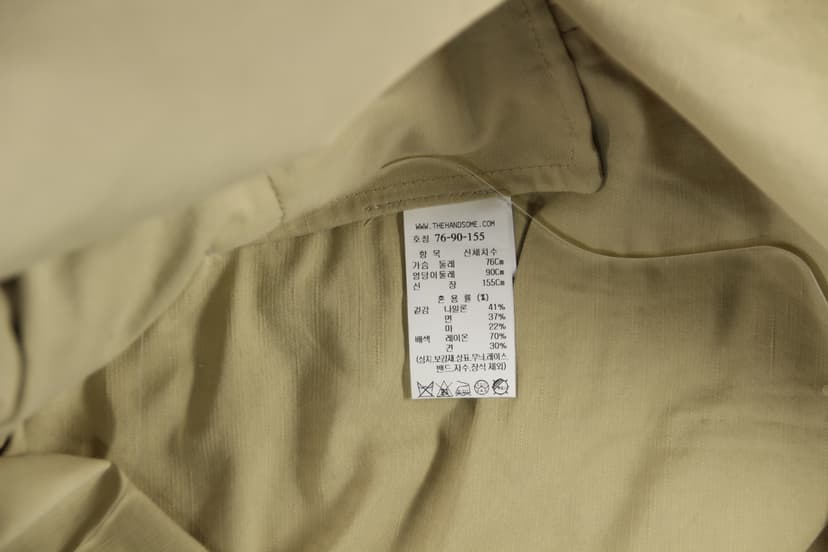 WWW.THEHANDSOME.COM
호칭 76-90-155
항 목 신체치수
가슴 둘레 76Cm
엉덩이둘레 90Cm
신 장 155Cm
혼 용 률 (%)
겉감 나일론 41%
면 37%
마 22%
배색 레이온 70%
견 30%
(심지,보강재,상표,무늬,레이스,
밴드,자수,장식 제외)